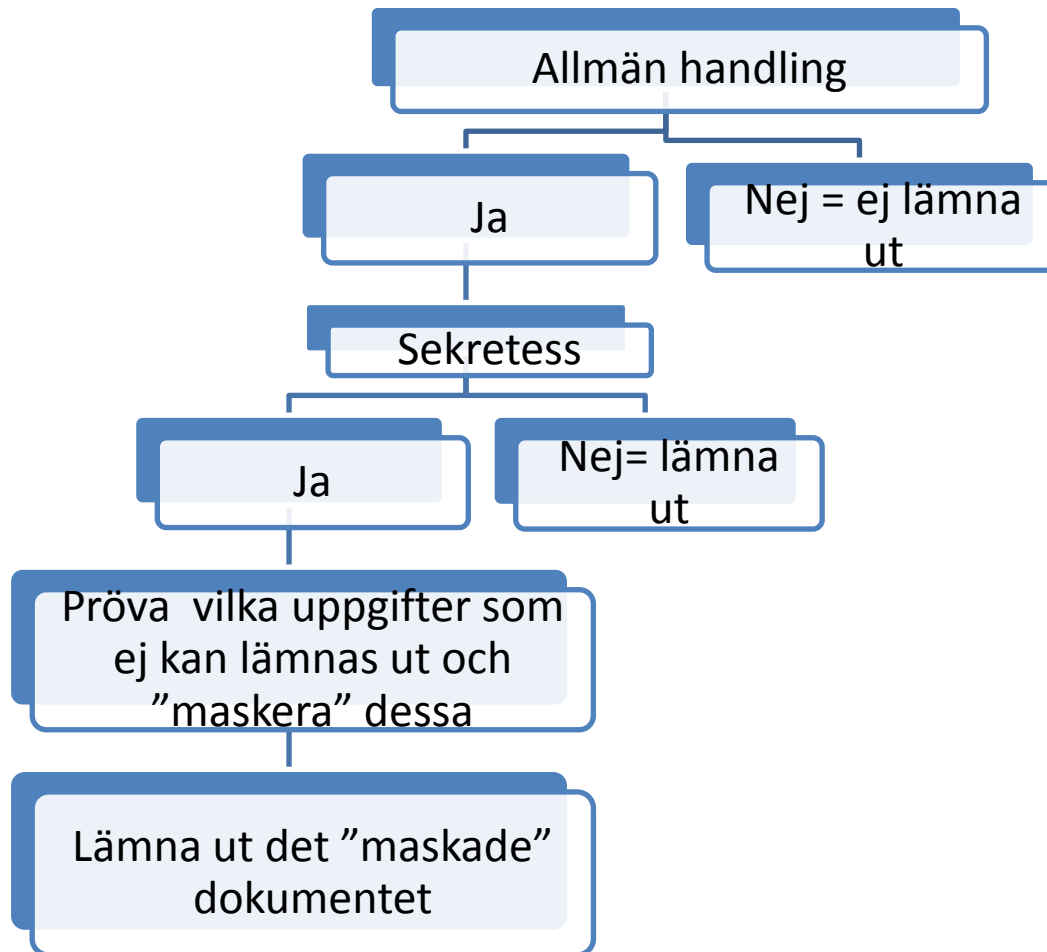 Allmän handling
Ja
Nej = ej lämna
ut
Sekretess
Ja
Nej= lämna
ut
Pröva  vilka uppgifter som
ej kan lämnas ut och
”maskera” dessa
Lämna ut det ”maskade”
dokumentet